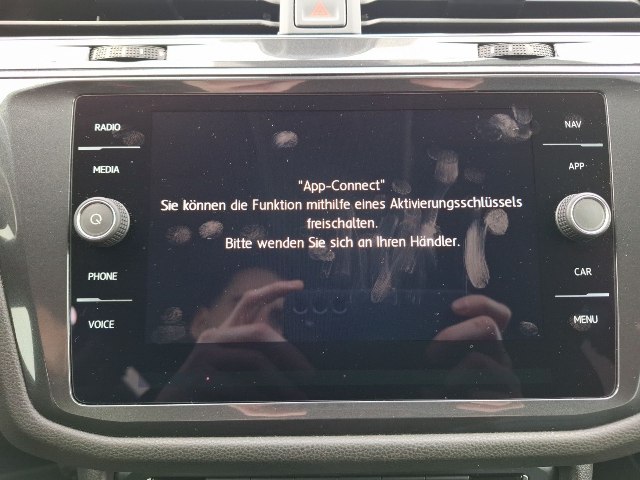 RADIO
NAV
MEDIA
APP
"App-Connect"
Sie können die Funktion mithilfe eines Aktivierungsschlüssels
freischalten.
Bitte wenden Sie sich an Ihren Händler.
PHONE
CAR
VOICE
MENU